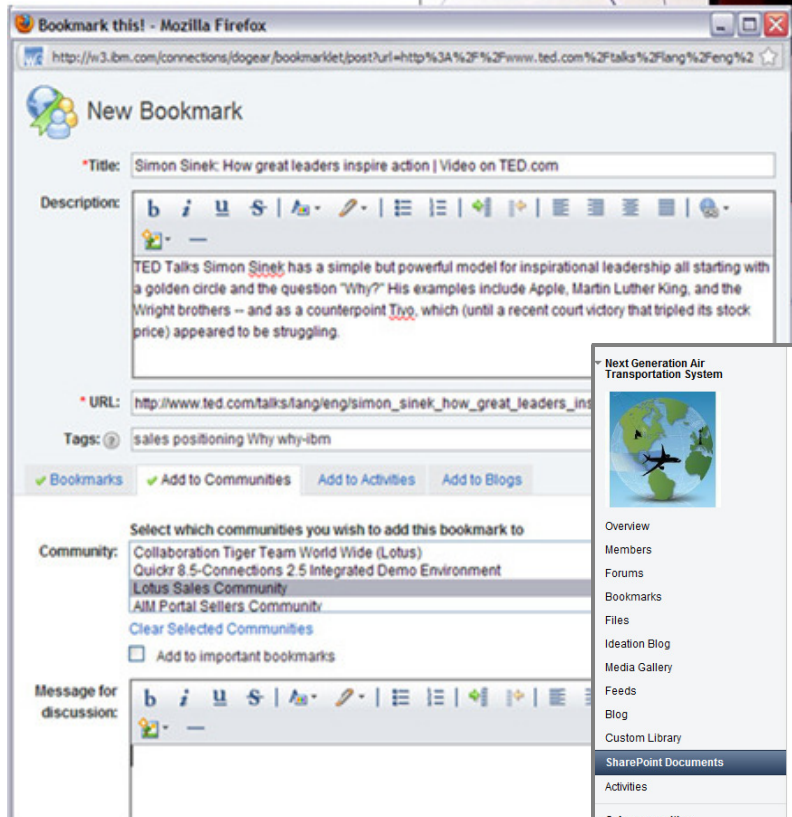 Bookmark this! - Mozilla Firefox
http://w3.ibm.com/connections/dogear/bookmarklet/post?url=http%3A%2F%2Fwww.ted.com%2Ftalks%2Flang%2Feng%2
New Bookmark
*Title: Simon Sinek: How great leaders inspire action | Video on TED.com
Description: b i u S
TED Talks Simon Sinek has a simple but powerful model for inspirational leadership all starting with
a golden circle and the question "Why?" His examples include Apple, Martin Luther King, and the
Wright brothers -- and as a counterpoint Tivo, which (until a recent court victory that tripled its stock
price) appeared to be struggling.
* URL: http://www.ted.com/talks/lang/eng/simon_sinek_how_great_leaders_ins
Tags: ? sales positioning Why why-ibm
Bookmarks Add to Communities Add to Activities Add to Blogs
Select which communities you wish to add this bookmark to
Community: Collaboration Tiger Team World Wide (Lotus)
Quickr 8.5-Connections 2.5 Integrated Demo Environment
Lotus Sales Community
AIM Portal Sellers Community
Clear Selected Communities
Add to important bookmarks
Message for
discussion: b i u S
Next Generation Air
Transportation System
Overview
Members
Forums
Bookmarks
Files
Ideation Blog
Media Gallery
Feeds
Blog
Custom Library
SharePoint Documents
Activities